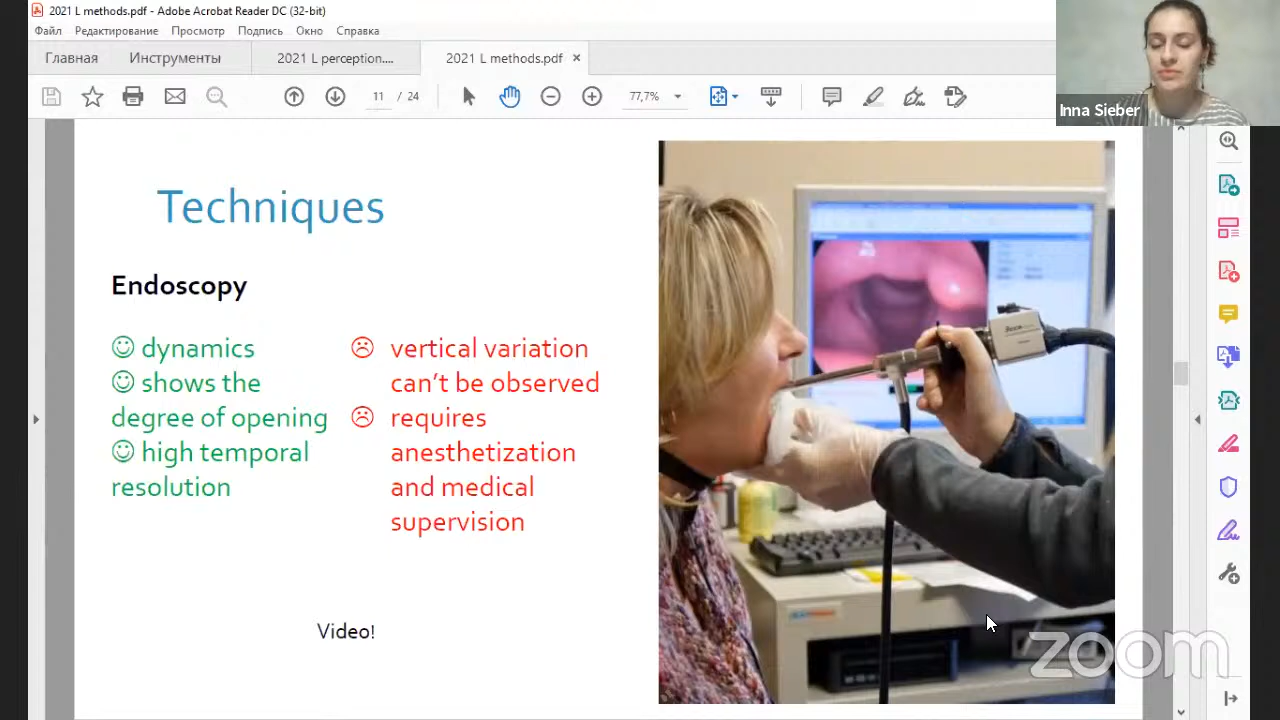 2021 L methods.pdf - Adobe Acrobat Reader DC (32-bit)
Файл Редактирование Просмотр Подпись Окно Справка
Главная Инструменты 2021 L perception.... 2021 L methods.pdf ×
11 / 24 77,7%
Inna Sieber
Techniques
Endoscopy
☺ dynamics
☺ shows the
degree of opening
☺ high temporal
resolution
☹ vertical variation
can't be observed
☹ requires
anesthetization
and medical
supervision
Video!
zoom